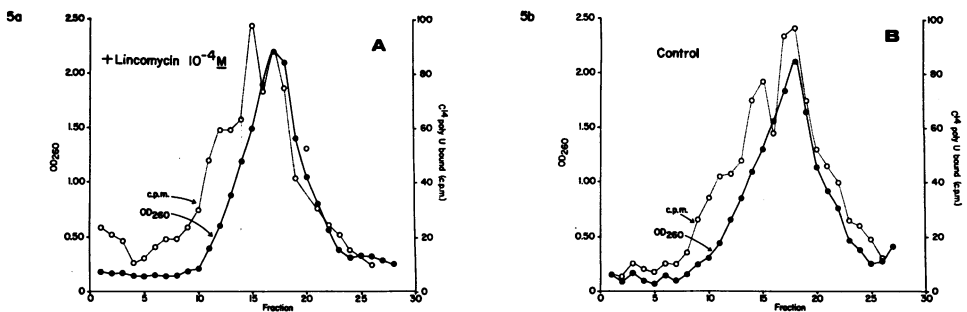 5a
2.50
2.00
1.50
1.00
0.50
0
OD260
+Lincomycin 10-4 M
A
c.p.m.
OD260
100
80
60
40
20
0
C14 poly U bound (c.p.m.)
0 5 10 15 20 25 30
Fraction
5b
2.50
2.00
1.50
1.00
0.50
0
OD260
Control
B
c.p.m.
OD260
100
80
60
40
20
0
C14 poly U bound (c.p.m.)
0 5 10 15 20 25 30
Fraction